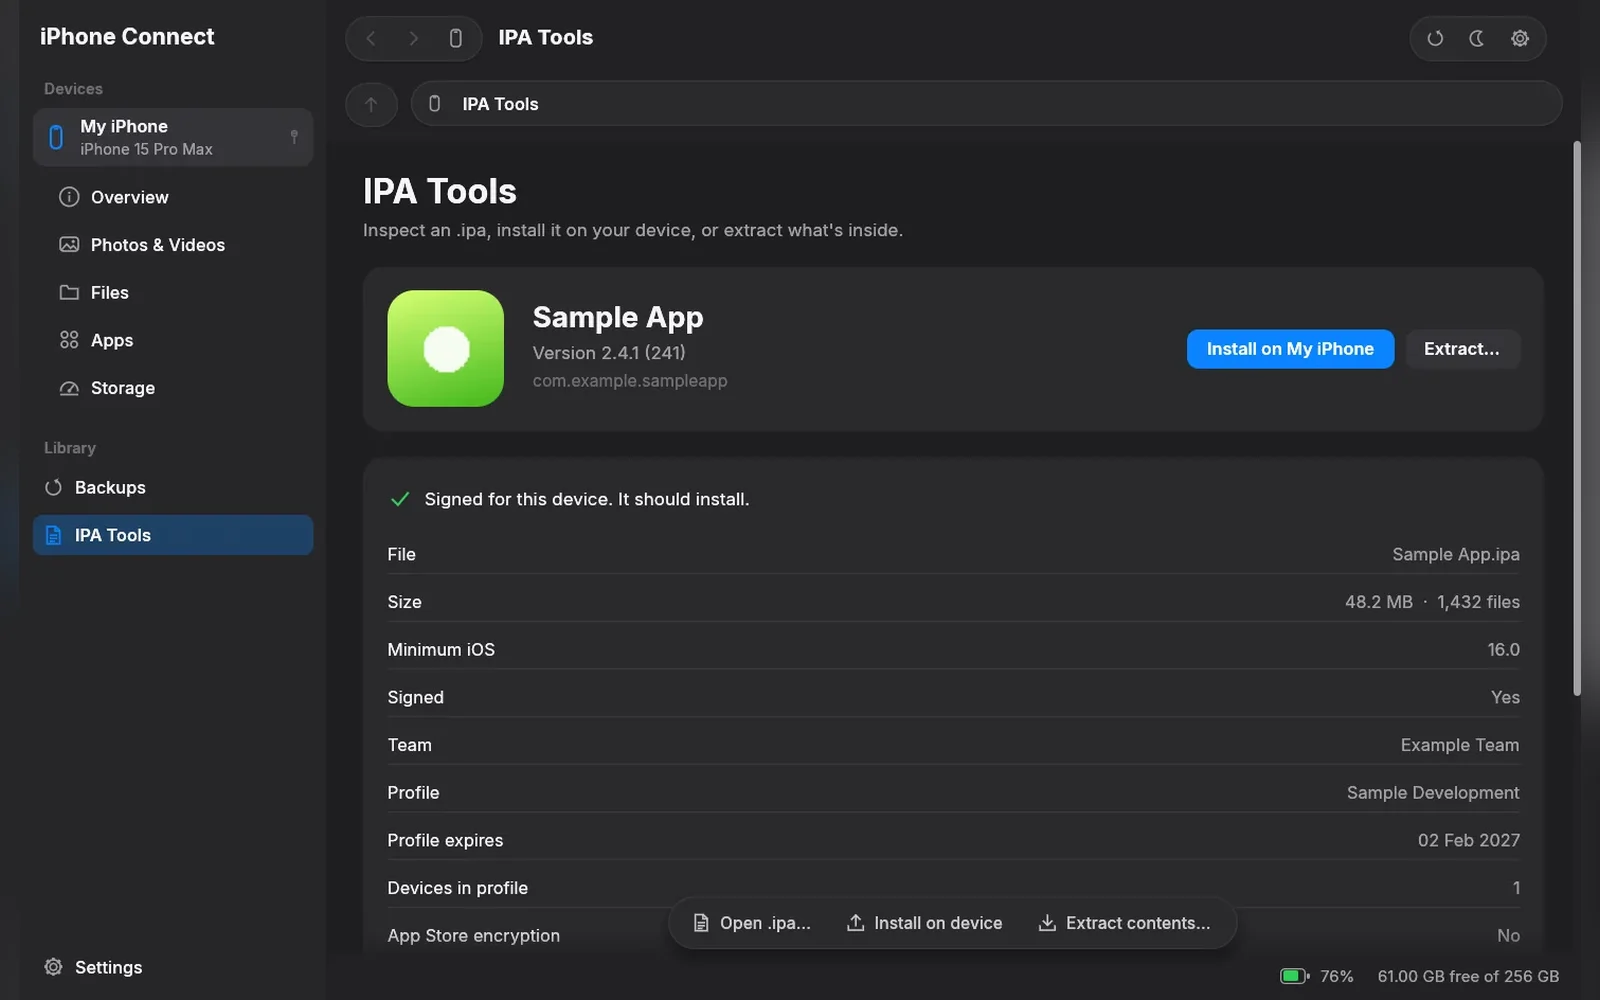 iPhone Connect
Devices
My iPhone
iPhone 15 Pro Max
Overview
Photos & Videos
Files
Apps
Storage
Library
Backups
IPA Tools
Settings
IPA Tools
IPA Tools
IPA Tools
Inspect an .ipa, install it on your device, or extract what's inside.
Sample App
Version 2.4.1 (241)
com.example.sampleapp
Install on My iPhone
Extract...
Signed for this device. It should install.
File Sample App.ipa
Size 48.2 MB · 1,432 files
Minimum iOS 16.0
Signed Yes
Team Example Team
Profile Sample Development
Profile expires 02 Feb 2027
Devices in profile 1
App Store encryption No
Open .ipa... Install on device Extract contents...
76% 61.00 GB free of 256 GB